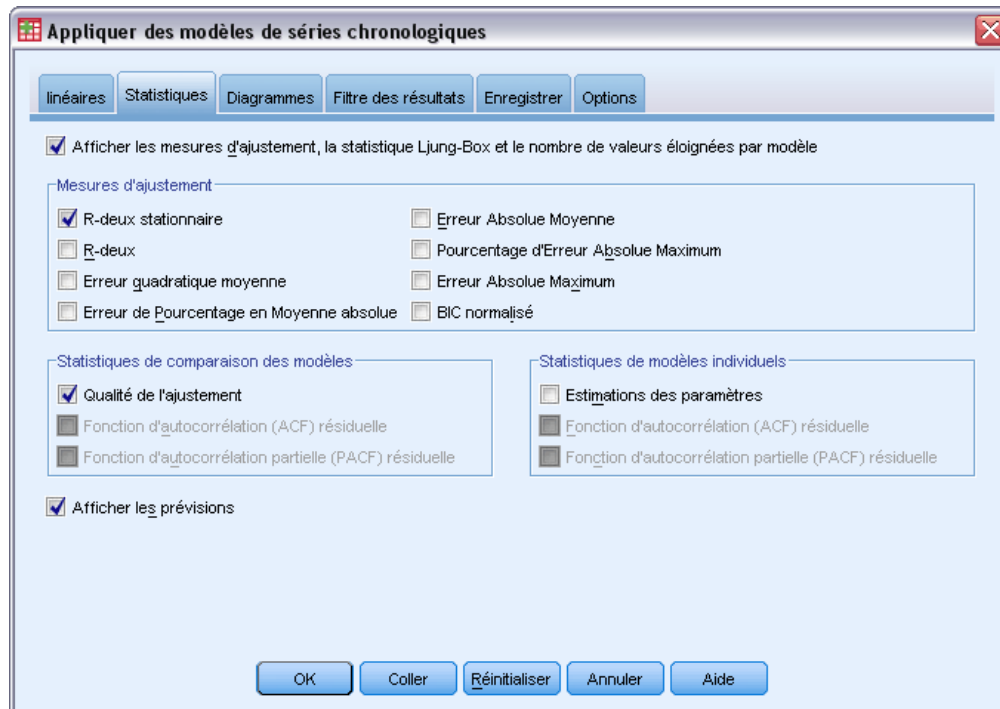 Appliquer des modèles de séries chronologiques
linéaires Statistiques Diagrammes Filtre des résultats Enregistrer Options
Afficher les mesures d'ajustement, la statistique Ljung-Box et le nombre de valeurs éloignées par modèle
Mesures d'ajustement
R-deux stationnaire
R-deux
Erreur quadratique moyenne
Erreur de Pourcentage en Moyenne absolue
Erreur Absolue Moyenne
Pourcentage d'Erreur Absolue Maximum
Erreur Absolue Maximum
BIC normalisé
Statistiques de comparaison des modèles
Qualité de l'ajustement
Fonction d'autocorrélation (ACF) résiduelle
Fonction d'autocorrélation partielle (PACF) résiduelle
Statistiques de modèles individuels
Estimations des paramètres
Fonction d'autocorrélation (ACF) résiduelle
Fonction d'autocorrélation partielle (PACF) résiduelle
Afficher les prévisions
OK Coller Réinitialiser Annuler Aide